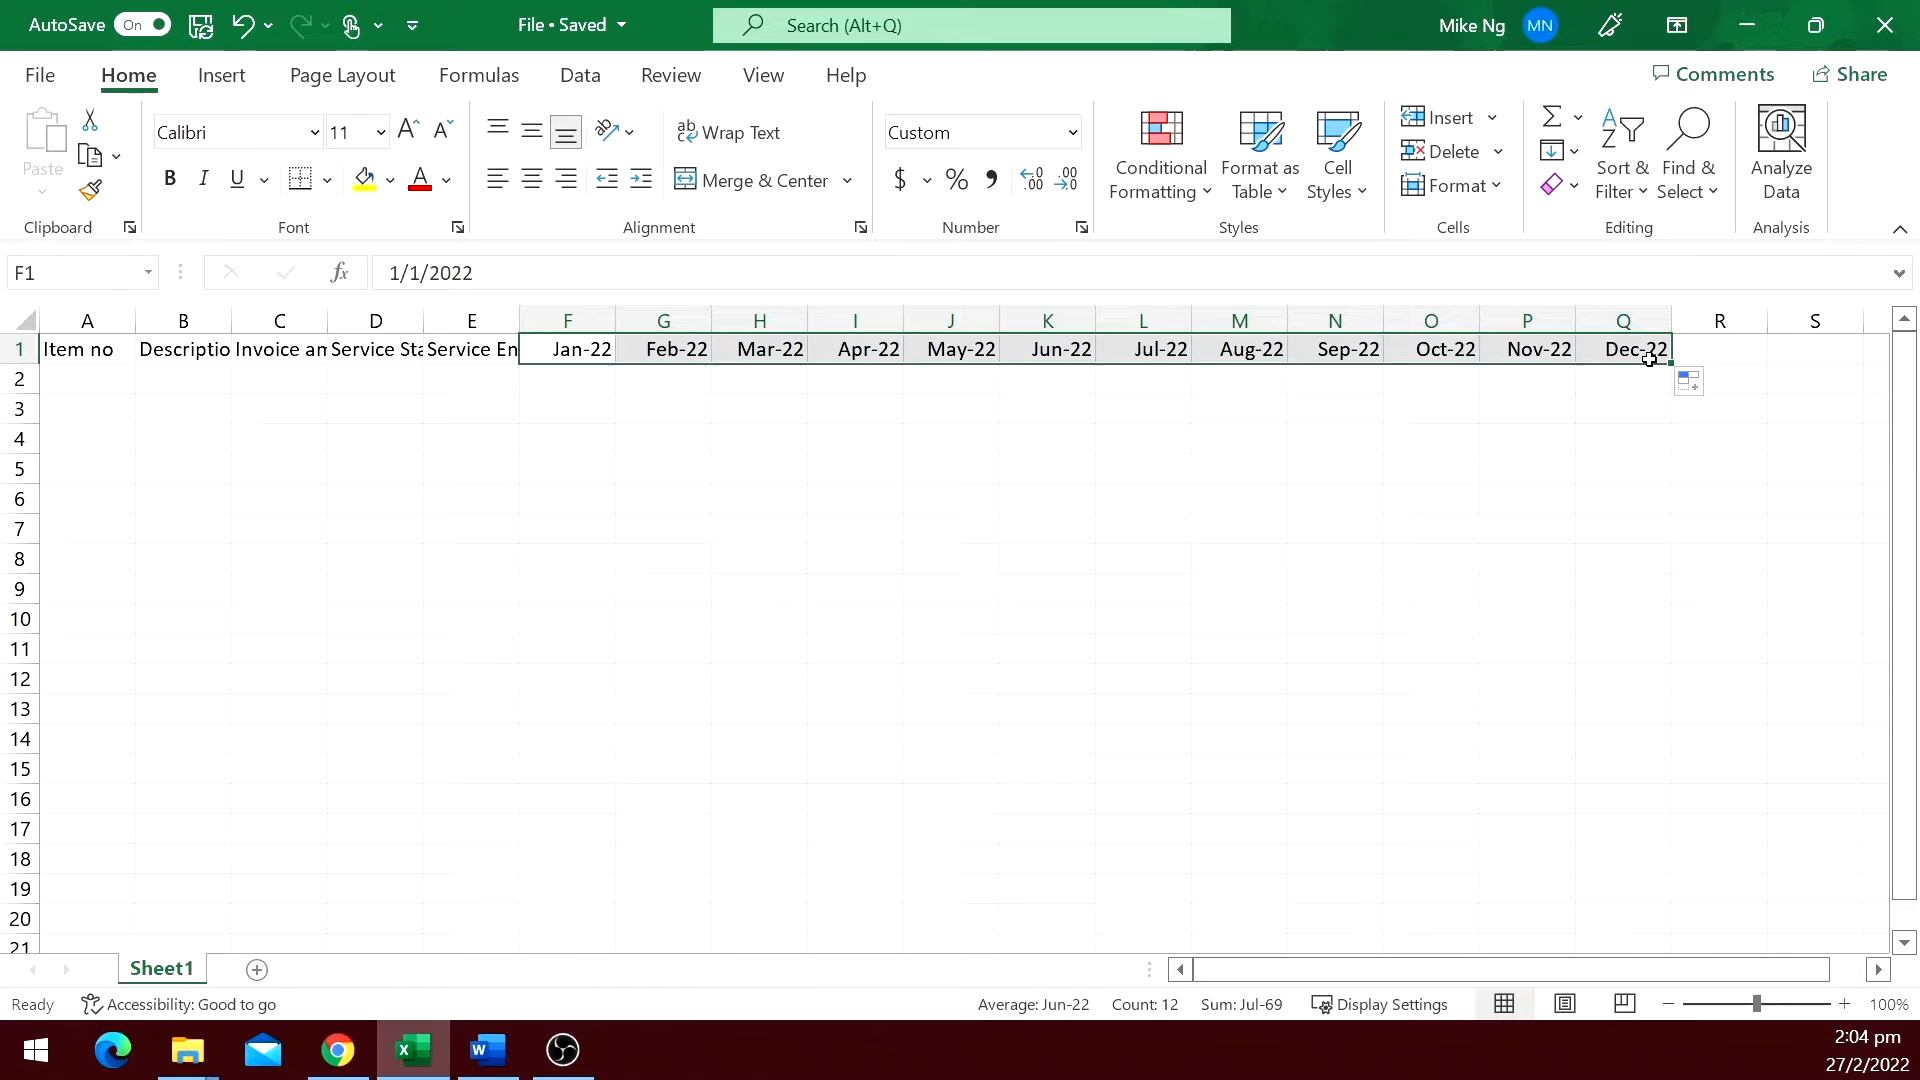 AutoSave On File • Saved Search (Alt+Q) Mike Ng MN
File Home Insert Page Layout Formulas Data Review View Help Comments Share
Paste
Clipboard
Calibri 11
B I U A
Font
ab Wrap Text
Merge & Center
Alignment
Custom
$ % .00 .00
Number
Conditional Formatting
Format as Table
Cell Styles
Styles
Insert
Delete
Format
Cells
Sort & Filter
Find & Select
Editing
Analyze Data
Analysis
F1 fx 1/1/2022
A B C D E F G H I J K L M N O P Q R S
1 Item no Descriptio Invoice am Service Sta Service En Jan-22 Feb-22 Mar-22 Apr-22 May-22 Jun-22 Jul-22 Aug-22 Sep-22 Oct-22 Nov-22 Dec-22
2
3
4
5
6
7
8
9
10
11
12
13
14
15
16
17
18
19
20
21
Sheet1
Ready Accessibility: Good to go Average: Jun-22 Count: 12 Sum: Jul-69 Display Settings 100%
2:04 pm
27/2/2022